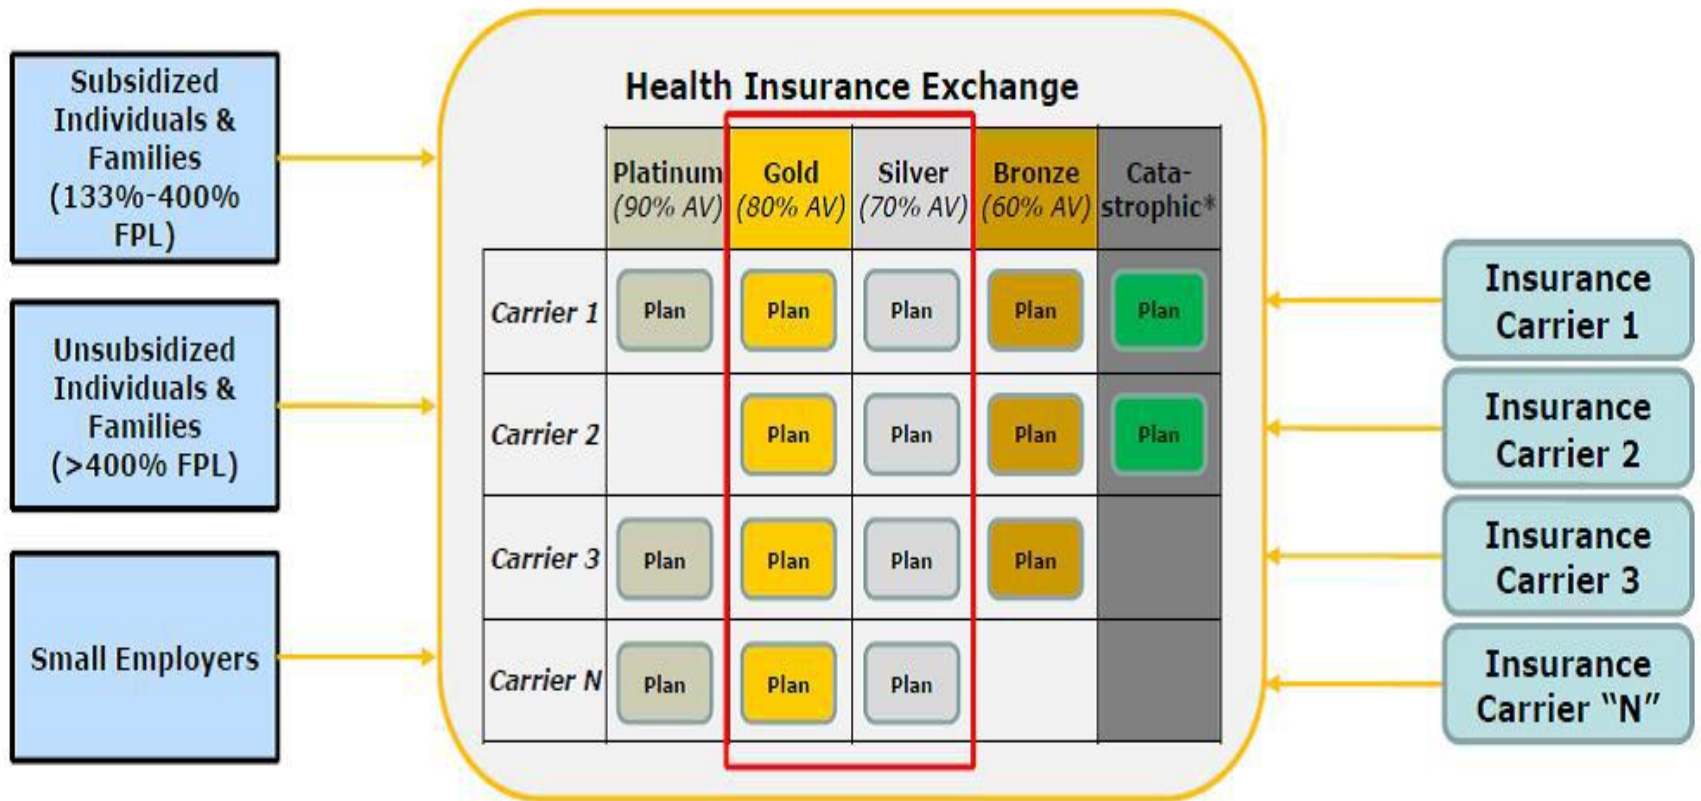 Subsidized
Individuals &
Families
(133%-400%
FPL)
Unsubsidized
Individuals &
Families
(>400% FPL)
Small Employers
Health Insurance Exchange
Platinum
(90% AV)
Gold
(80% AV)
Silver
(70% AV)
Bronze
(60% AV)
Cata-
strophic*
Carrier 1 Plan Plan Plan Plan Plan
Carrier 2 Plan Plan Plan Plan
Carrier 3 Plan Plan Plan Plan
Carrier N Plan Plan Plan
Insurance
Carrier 1
Insurance
Carrier 2
Insurance
Carrier 3
Insurance
Carrier “N”